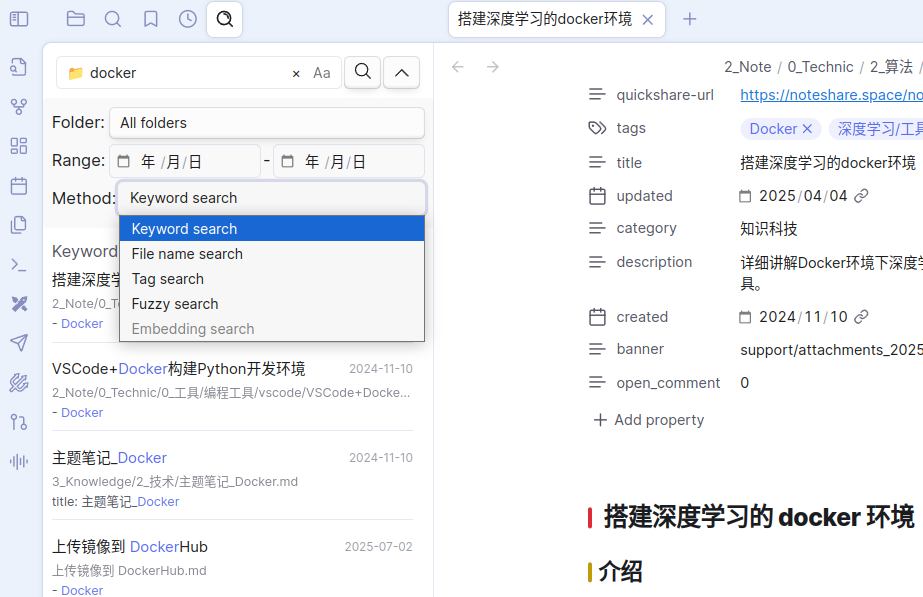 搭建深度学习的docker环境
docker
× Aa
Folder: All folders
Range: 年 /月/日 - 年 /月/日
Method: Keyword search
Keyword search
File name search
Tag search
Fuzzy search
Embedding search
Keyword
搭建深度学
2_Note/0_T
- Docker
VSCode+Docker构建Python开发环境 2024-11-10
2_Note/0_Technic/0_工具/编程工具/vscode/VSCode+Docke...
- Docker
主题笔记_Docker 2024-11-10
3_Knowledge/2_技术/主题笔记_Docker.md
title: 主题笔记_Docker
上传镜像到 DockerHub 2025-07-02
上传镜像到 DockerHub.md
- Docker
2_Note / 0_Technic / 2_算法 /
quickshare-url https://noteshare.space/no
tags Docker × 深度学习/工具
title 搭建深度学习的docker环境
updated 2025/04/04
category 知识科技
description 详细讲解Docker环境下深度学
具。
created 2024/11/10
banner support/attachments_2025
open_comment 0
+ Add property
搭建深度学习的 docker 环境
介绍